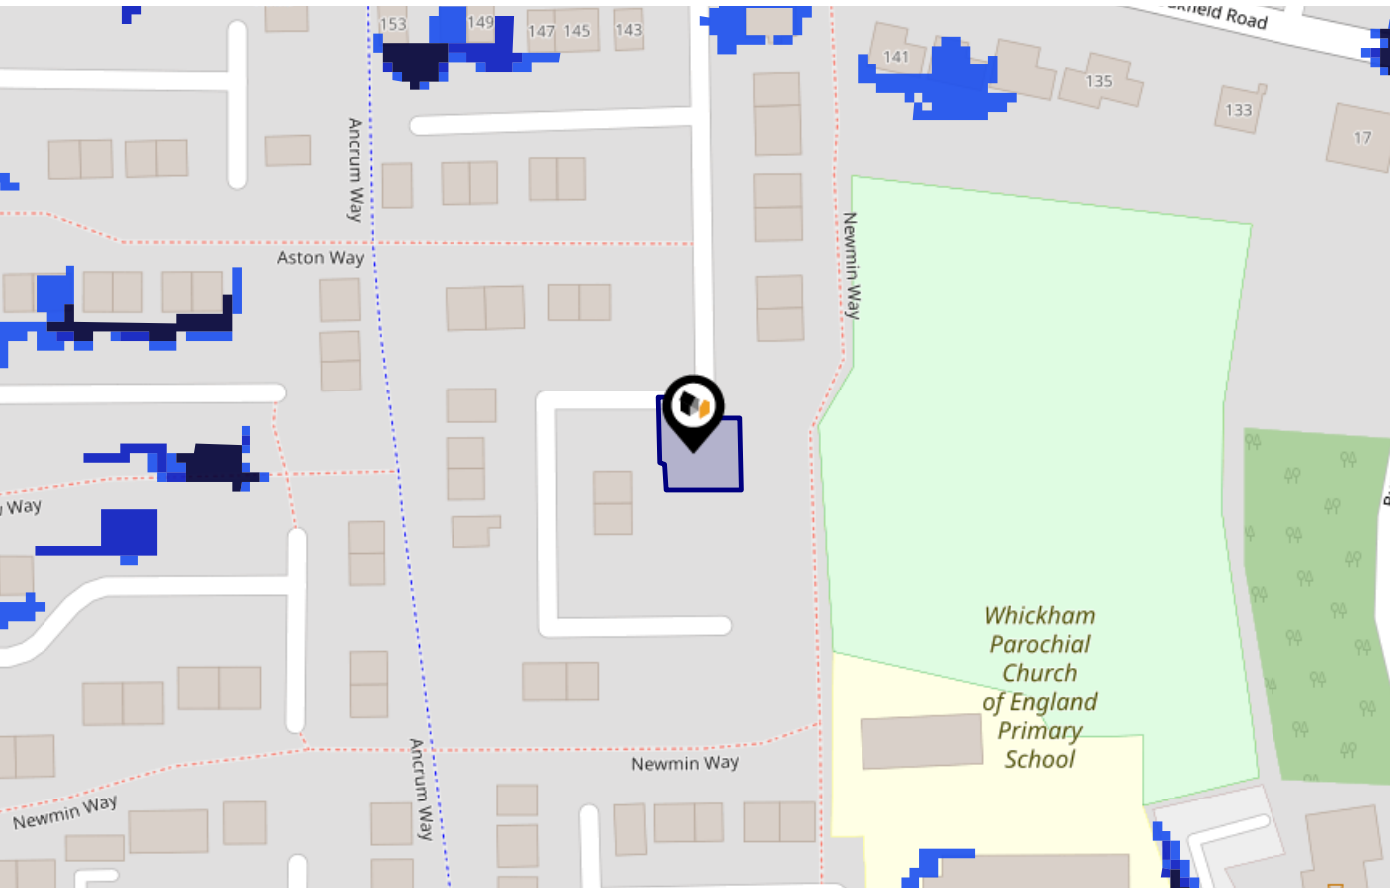 153
149
147
145
143
Road
141
135
133
17
Ancrum Way
Newmin Way
Aston Way
Way
Whickham
Parochial
Church
of England
Primary
School
Ancrum Way
Newmin Way
Newmin Way